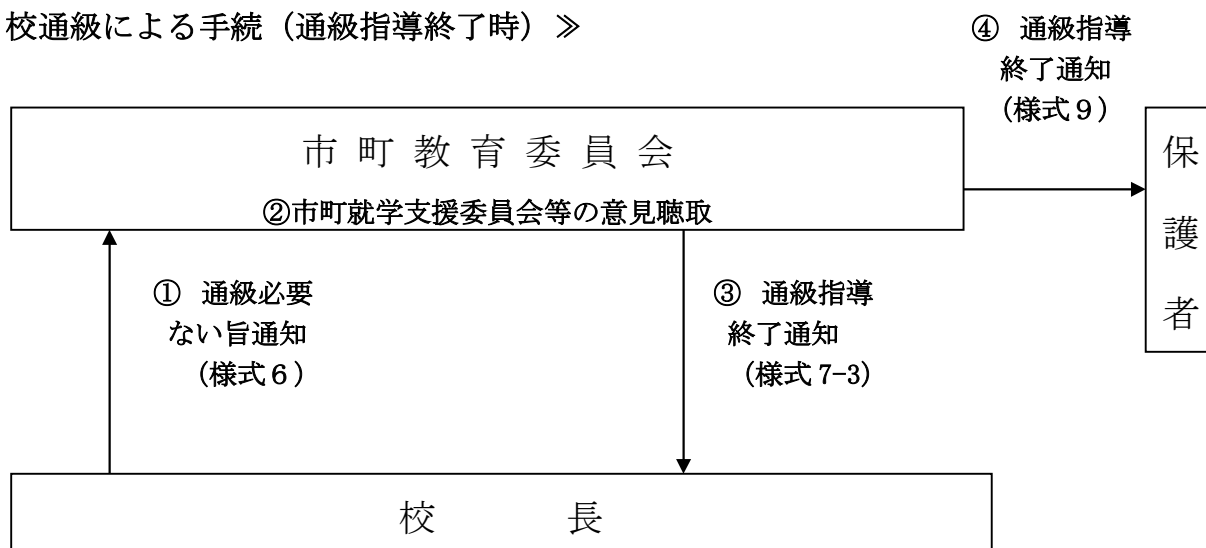 校通級による手続（通級指導終了時）≫
④ 通級指導
終了通知
（様式９）
市 町 教 育 委 員 会
②市町就学支援委員会等の意見聴取
保
護
者
① 通級必要
ない旨通知
（様式６）
③ 通級指導
終了通知
（様式 7-3）
校 長